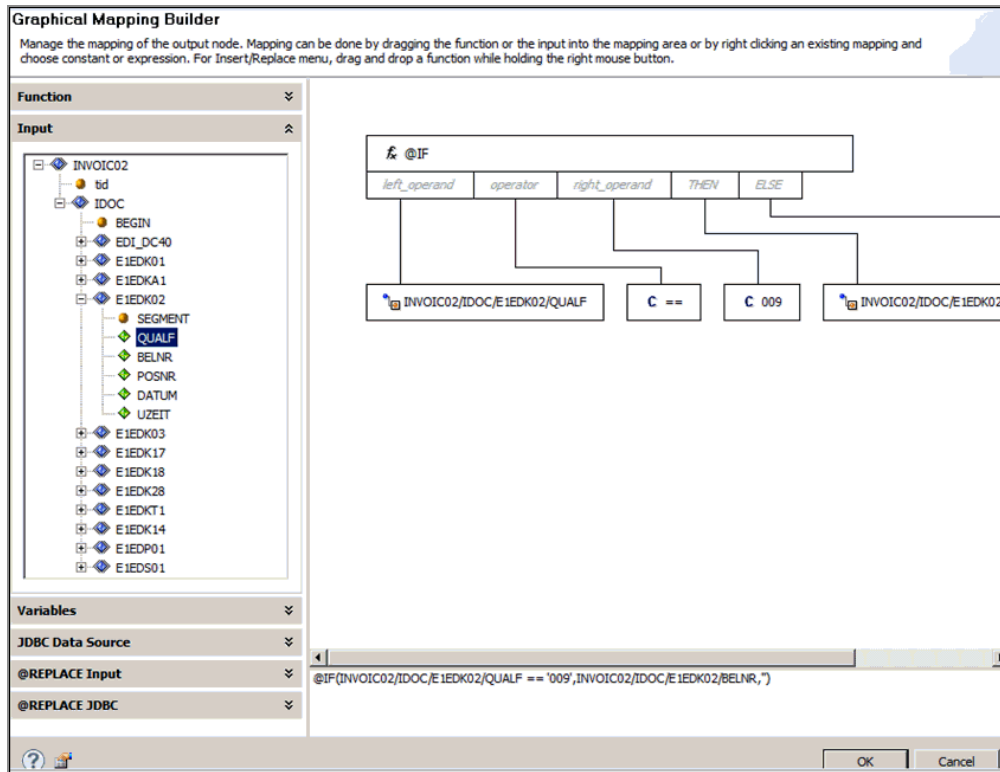 Graphical Mapping Builder
Manage the mapping of the output node. Mapping can be done by dragging the function or the input into the mapping area or by right clicking an existing mapping and
choose constant or expression. For Insert/Replace menu, drag and drop a function while holding the right mouse button.
Function
Input
INVOIC02
tid
IDOC
BEGIN
EDI_DC40
E1EDK01
E1EDKA1
E1EDK02
SEGMENT
QUALF
BELNR
POSNR
DATUM
UZEIT
E1EDK03
E1EDK17
E1EDK18
E1EDK28
E1EDKT1
E1EDK14
E1EDP01
E1EDS01
Variables
JDBC Data Source
@REPLACE Input
@REPLACE JDBC
fx @IF
left_operand operator right_operand THEN ELSE
INVOIC02/IDOC/E1EDK02/QUALF C == C 009 INVOIC02/IDOC/E1EDK02
@IF(INVOIC02/IDOC/E1EDK02/QUALF == '009',INVOIC02/IDOC/E1EDK02/BELNR,'')
? OK Cancel